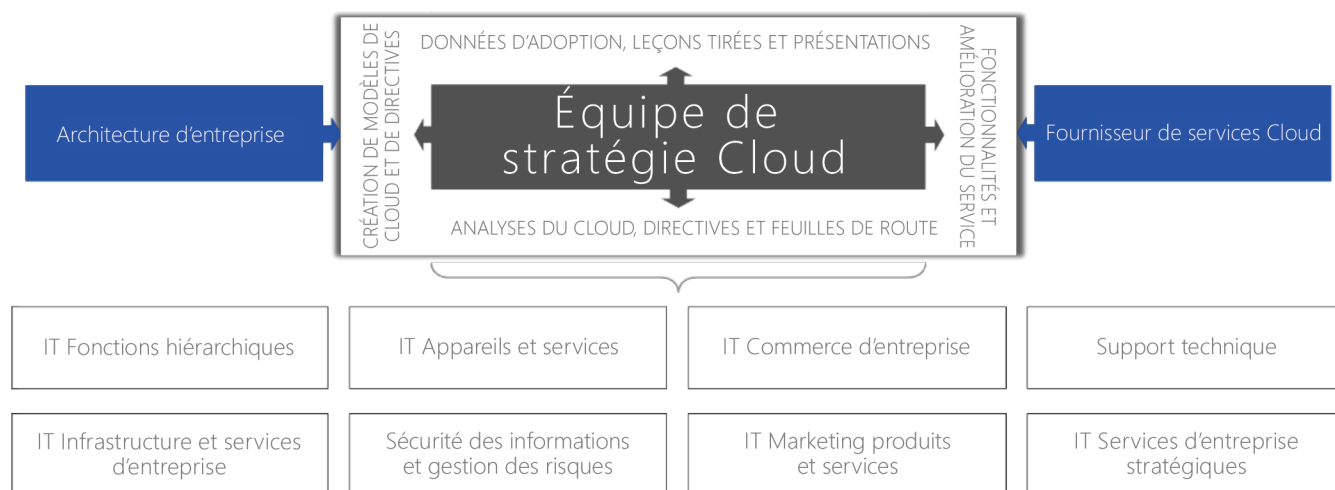 CRÉATION DE MODÈLES DE
CLOUD ET DE DIRECTIVES
DONNÉES D'ADOPTION, LEÇONS TIRÉES ET PRÉSENTATIONS
FONCTIONNALITÉS ET
AMÉLIORATION DU SERVICE
Architecture d'entreprise
Équipe de
stratégie Cloud
Fournisseur de services Cloud
ANALYSES DU CLOUD, DIRECTIVES ET FEUILLES DE ROUTE
IT Fonctions hiérarchiques
IT Appareils et services
IT Commerce d'entreprise
Support technique
IT Infrastructure et services
d'entreprise
Sécurité des informations
et gestion des risques
IT Marketing produits
et services
IT Services d'entreprise
stratégiques